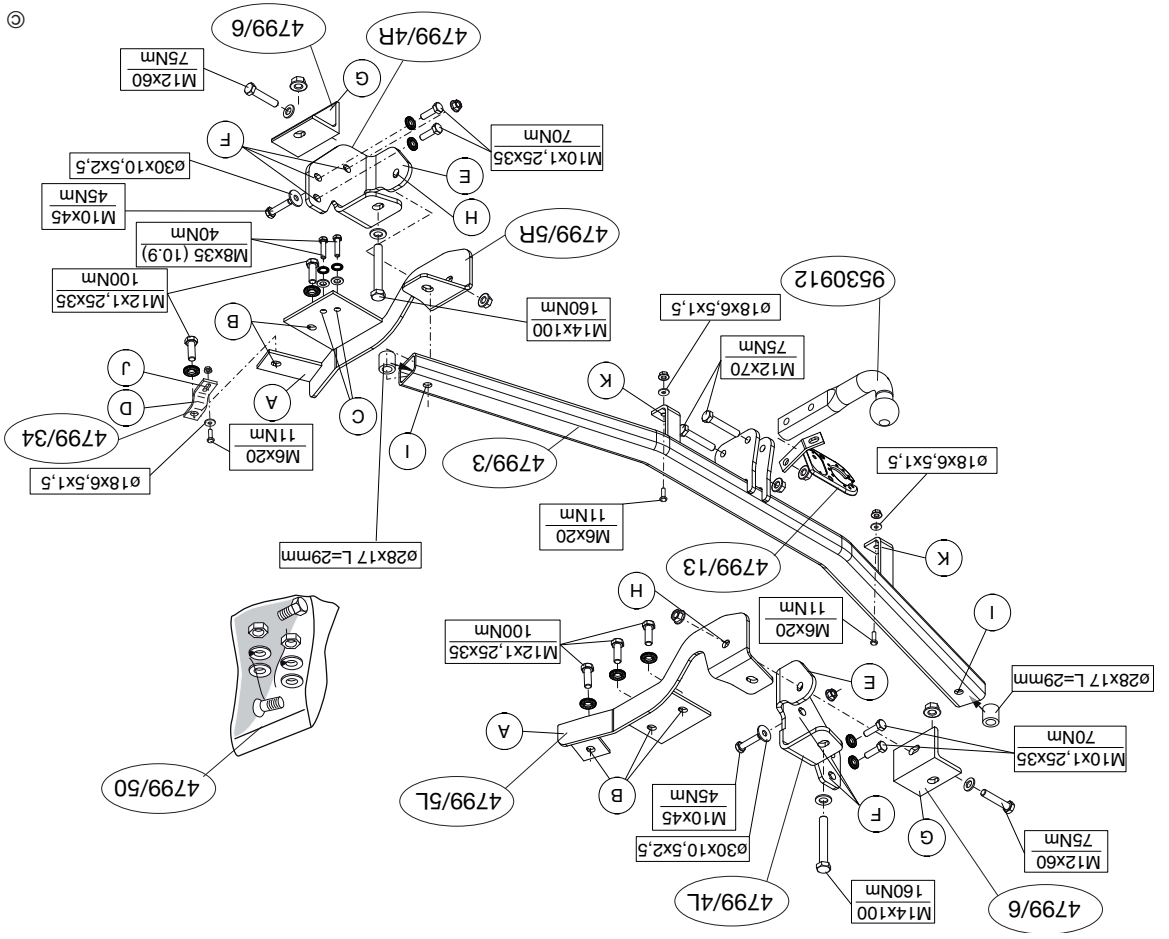 4799/6
M14x100
160Nm
4799/4L
M12x60
75Nm
G
ø30x10,5x2,5
F
M10x45
45Nm
4799/5L
B
4799/50
M10x1,25x35
70Nm
A
ø28x17 L=29mm
E
M12x1,25x35
100Nm
I
M6x20
11Nm
H
4799/13
K
ø28x17 L=29mm
M6x20
11Nm
ø18x6,5x1,5
ø18x6,5x1,5
4799/3
I
M6x20
11Nm
4799/34
C
A
D
K
J
M12x70
75Nm
B
ø18x6,5x1,5
M14x100
160Nm
M12x1,25x35
100Nm
9530912
M8x35 (10.9)
40Nm
4799/5R
H
M10x45
45Nm
E
ø30x10,5x2,5
M10x1,25x35
70Nm
F
G
M12x60
75Nm
4799/4R
4799/6
©